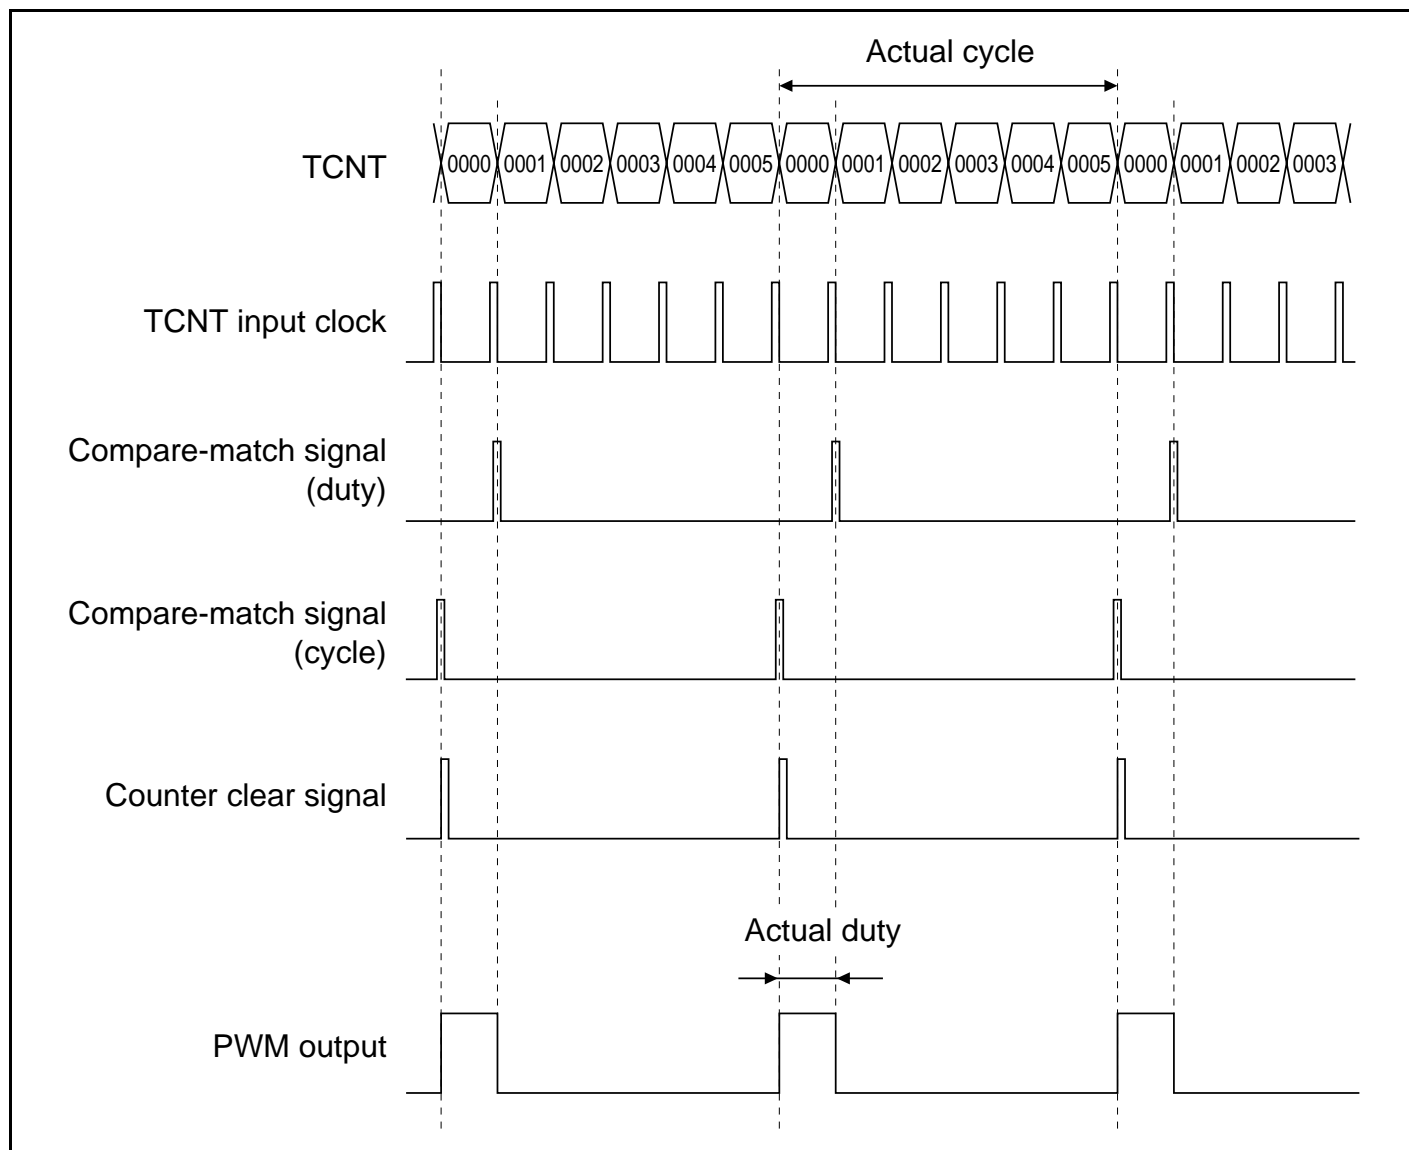 Actual cycle
TCNT 0000 0001 0002 0003 0004 0005 0000 0001 0002 0003 0004 0005 0000 0001 0002 0003
TCNT input clock
Compare-match signal
(duty)
Compare-match signal
(cycle)
Counter clear signal
Actual duty
PWM output